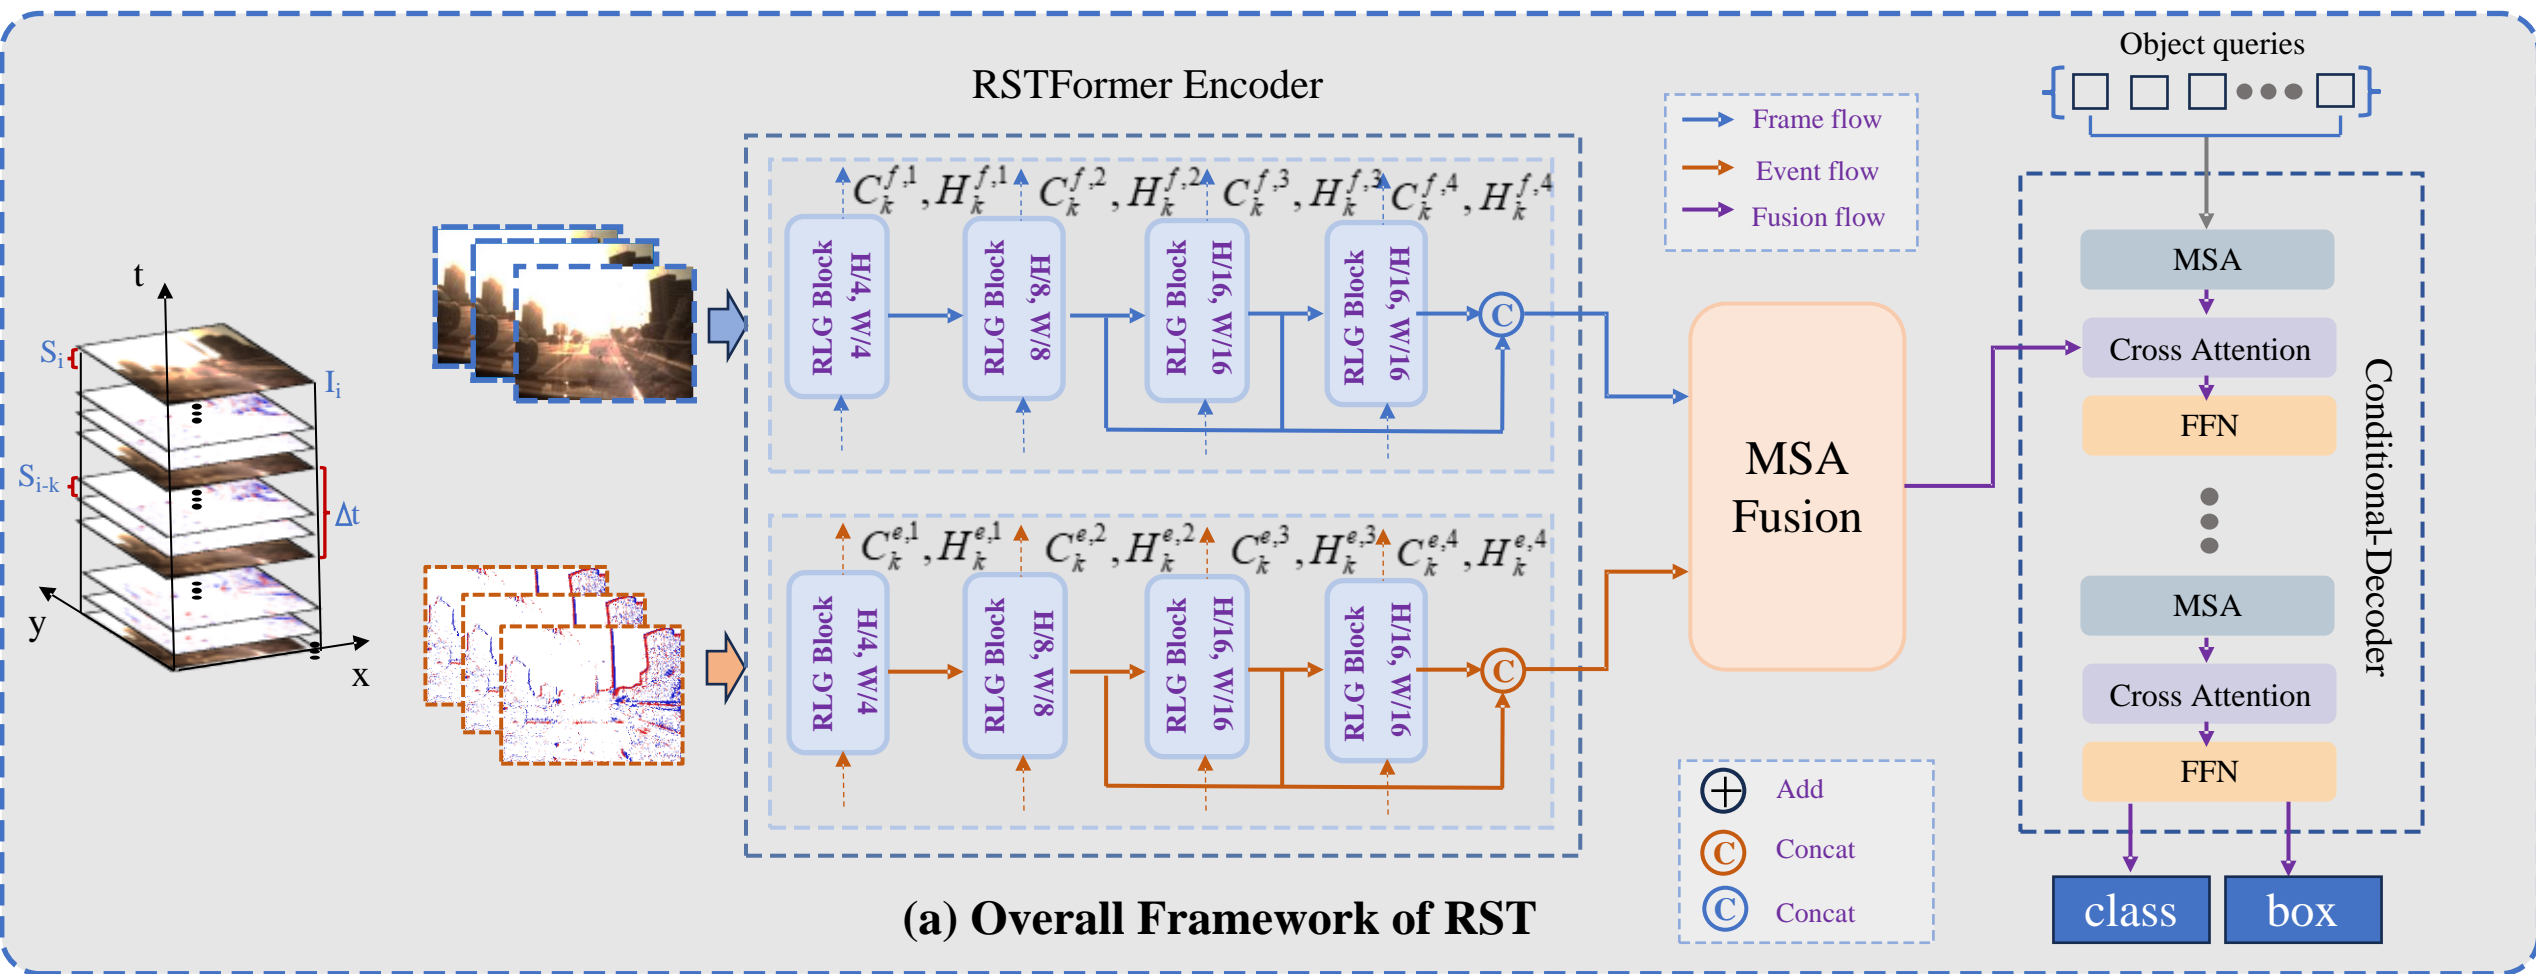 Object queries
RSTFormer Encoder
Frame flow
Event flow
Fusion flow
C_k^{f,1}, H_k^{f,1}
C_k^{f,2}, H_k^{f,2}
C_k^{f,3}, H_k^{f,3}
C_k^{f,4}, H_k^{f,4}
RLG Block
H/4, W/4
RLG Block
H/8, W/8
RLG Block
H/16, W/16
RLG Block
H/16, W/16
C
t
S_i
I_i
S_{i-k}
Δt
y
x
C_k^{e,1}, H_k^{e,1}
C_k^{e,2}, H_k^{e,2}
C_k^{e,3}, H_k^{e,3}
C_k^{e,4}, H_k^{e,4}
RLG Block
H/4, W/4
RLG Block
H/8, W/8
RLG Block
H/16, W/16
RLG Block
H/16, W/16
C
MSA
Fusion
MSA
Cross Attention
FFN
MSA
Cross Attention
FFN
Conditional-Decoder
Add
C Concat
C Concat
class
box
(a) Overall Framework of RST